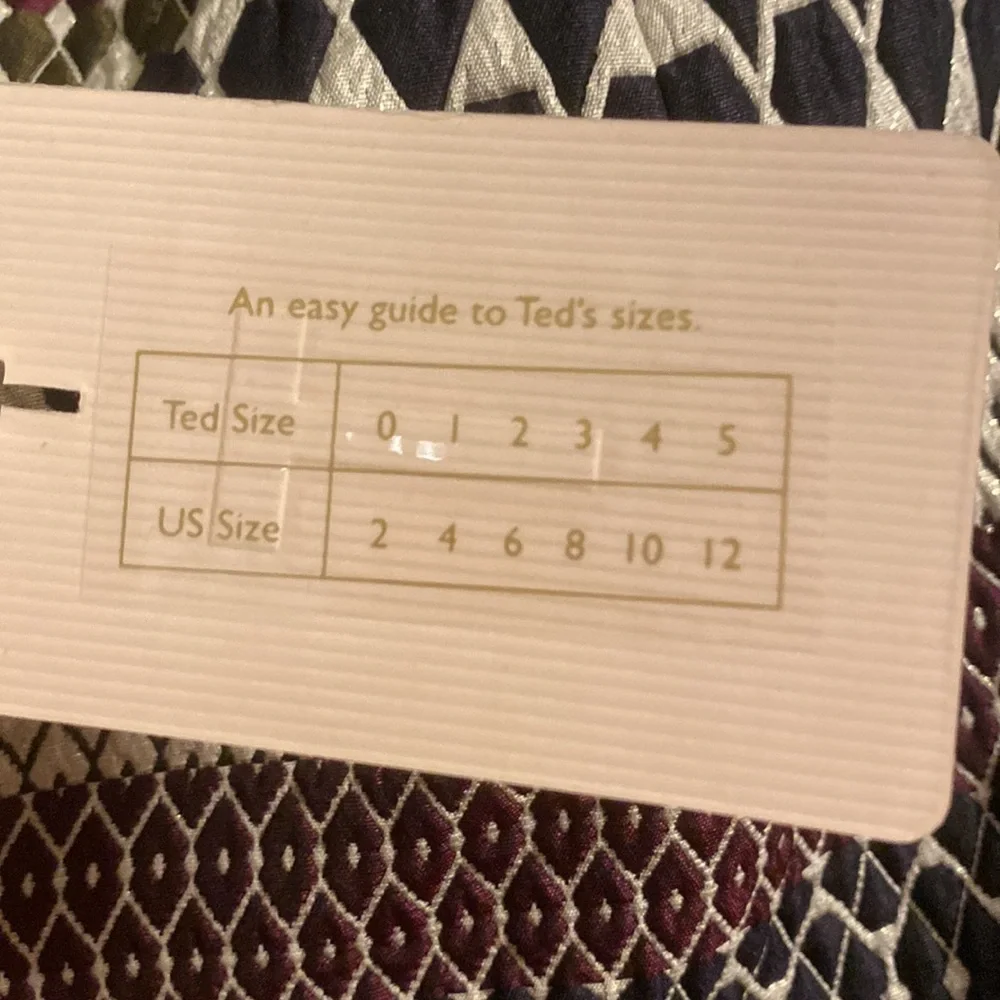 An easy guide to Ted's sizes.
Ted Size 0 1 2 3 4 5
US Size 2 4 6 8 10 12